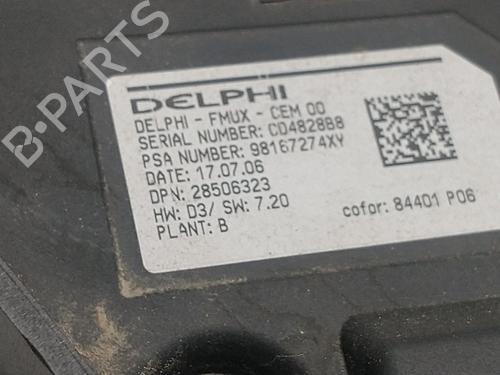 B-PARTS
DELPHI
DELPHI - FMUX - CEM 00
SERIAL NUMBER: CD4828B8
PSA NUMBER: 98167274XY
DATE: 17.07.06
DPN: 28506323
HW: D3/ SW: 7.20
cofor: 84401 P06
PLANT: B